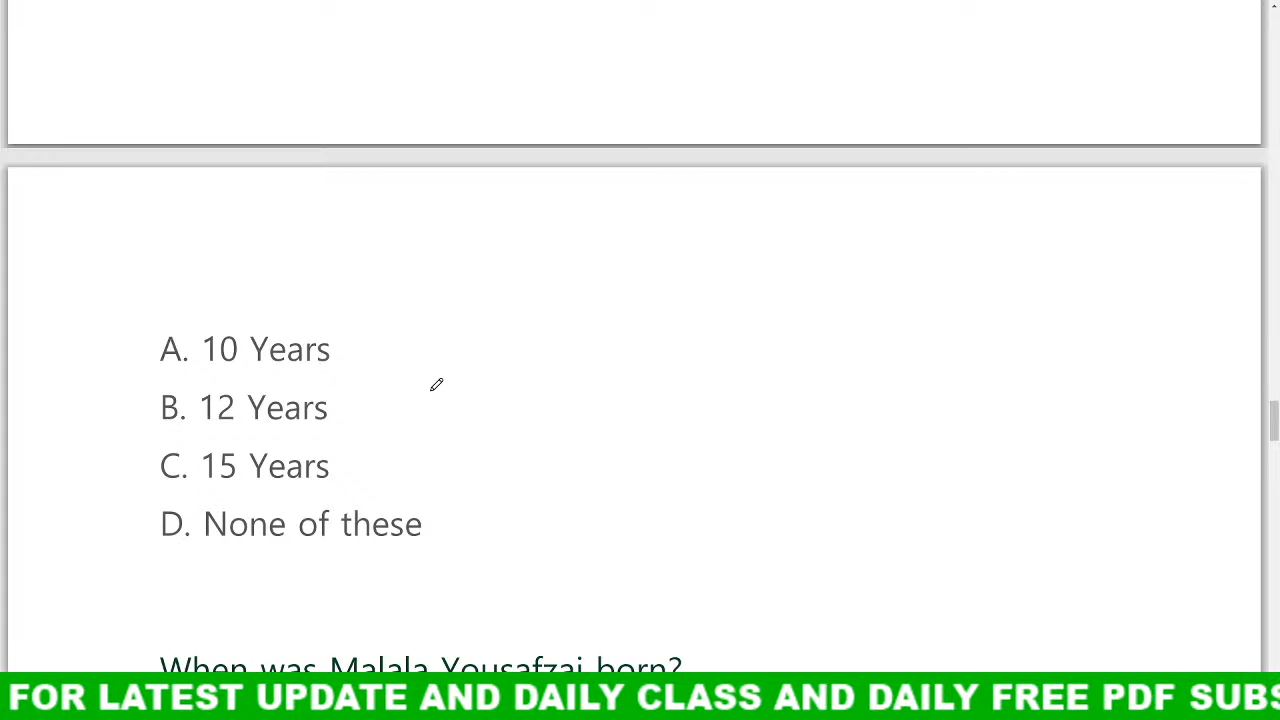 A. 10 Years
B. 12 Years
C. 15 Years
D. None of these
When was Malala Yousafzai born?
FOR LATEST UPDATE AND DAILY CLASS AND DAILY FREE PDF SUBS